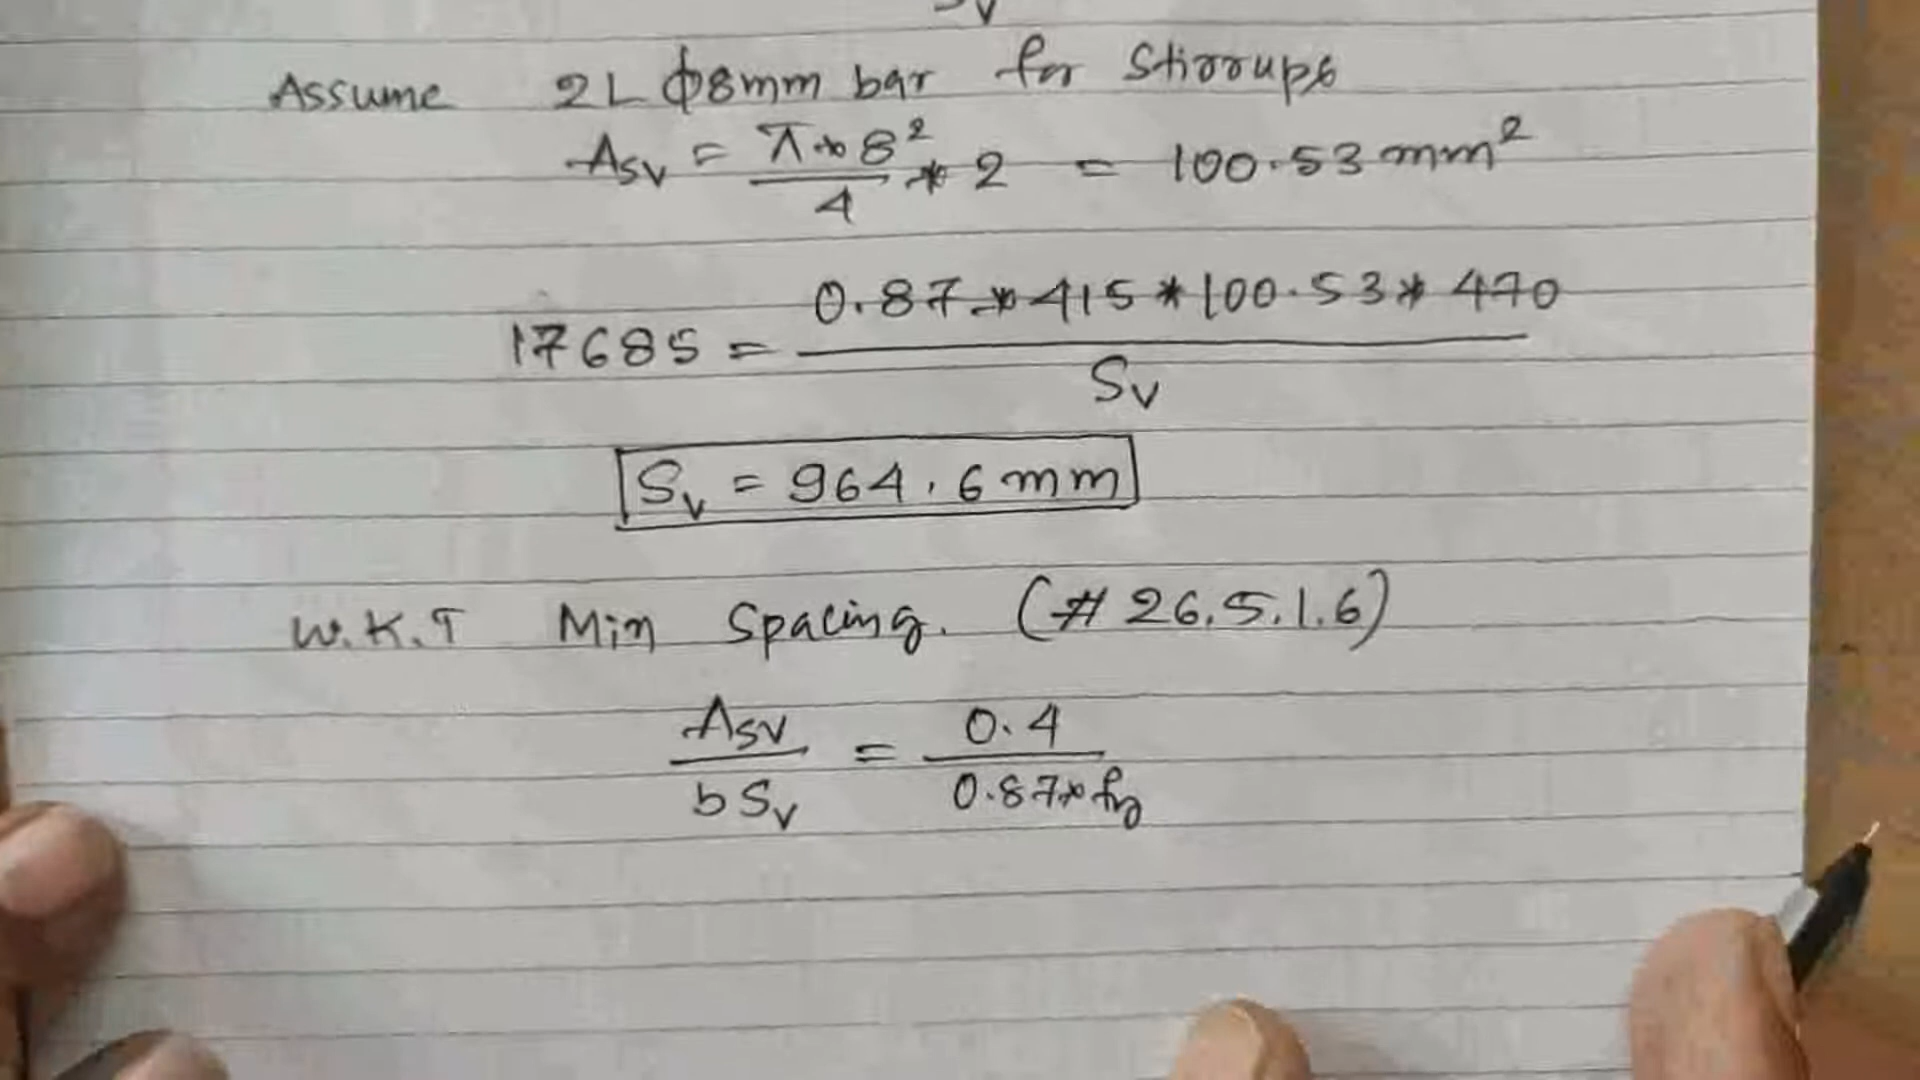 Sv
Assume 2L ϕ8mm bar for Stirrups
Asv = π*8²/4 * 2 = 100.53 mm²
17685 = 0.87*415*100.53*470/Sv
Sv = 964.6 mm
W.K.T Min Spacing. (# 26.5.1.6)
Asv/bSv = 0.4/0.87*fy